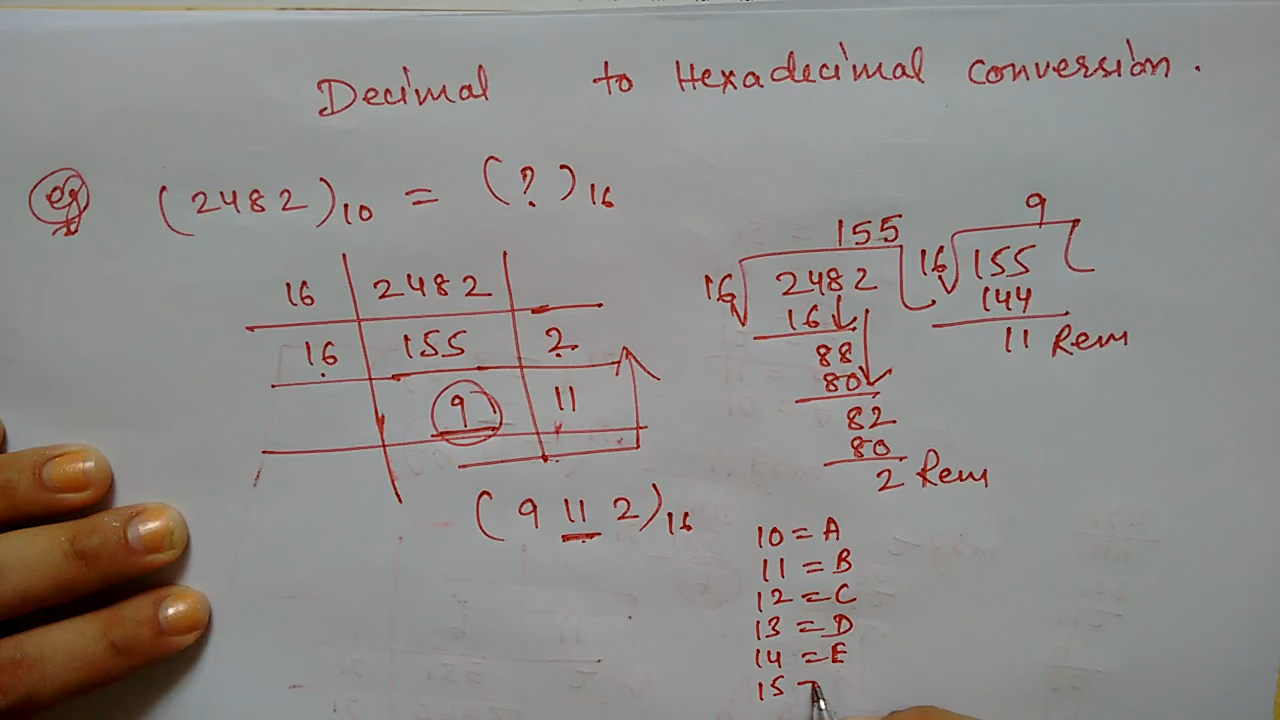 Decimal to Hexadecimal conversion.
eg (2482)10 = (?)16
16 | 2482
16 | 155 | 2
9 | 11
(9 11 2)16
155
16 2482
16
88
80
82
80
2 Rem
9
16 155
144
11 Rem
10 = A
11 = B
12 = C
13 = D
14 = E
15 -